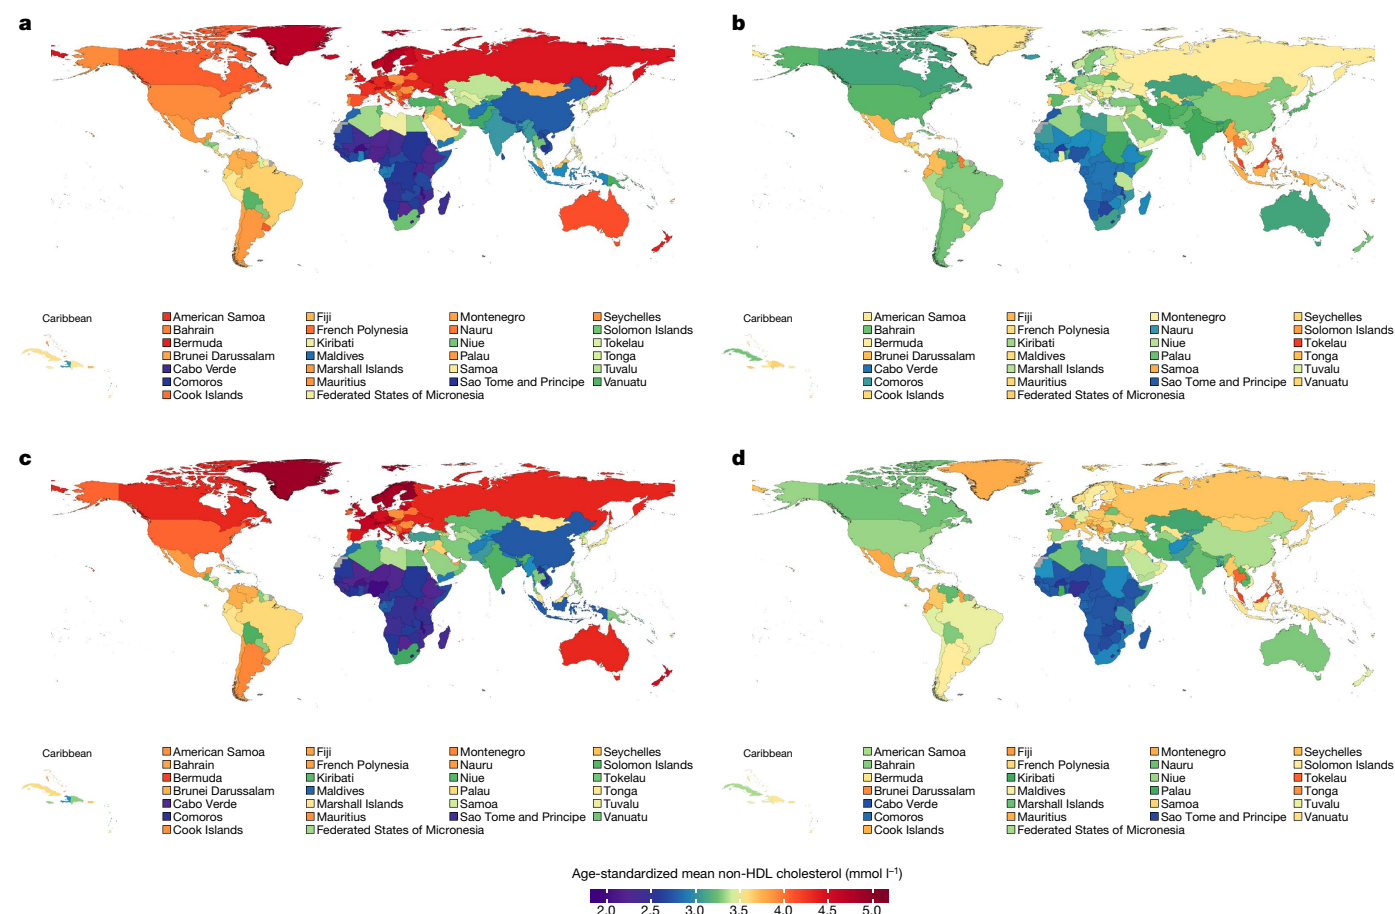 a
b
Caribbean
American Samoa
Bahrain
Bermuda
Brunei Darussalam
Cabo Verde
Comoros
Cook Islands
Fiji
French Polynesia
Kiribati
Maldives
Marshall Islands
Mauritius
Federated States of Micronesia
Montenegro
Nauru
Niue
Palau
Samoa
Sao Tome and Principe
Seychelles
Solomon Islands
Tokelau
Tonga
Tuvalu
Vanuatu
Caribbean
American Samoa
Bahrain
Bermuda
Brunei Darussalam
Cabo Verde
Comoros
Cook Islands
Fiji
French Polynesia
Kiribati
Maldives
Marshall Islands
Mauritius
Federated States of Micronesia
Montenegro
Nauru
Niue
Palau
Samoa
Sao Tome and Principe
Seychelles
Solomon Islands
Tokelau
Tonga
Tuvalu
Vanuatu
c
d
Caribbean
American Samoa
Bahrain
Bermuda
Brunei Darussalam
Cabo Verde
Comoros
Cook Islands
Fiji
French Polynesia
Kiribati
Maldives
Marshall Islands
Mauritius
Federated States of Micronesia
Montenegro
Nauru
Niue
Palau
Samoa
Sao Tome and Principe
Seychelles
Solomon Islands
Tokelau
Tonga
Tuvalu
Vanuatu
Caribbean
American Samoa
Bahrain
Bermuda
Brunei Darussalam
Cabo Verde
Comoros
Cook Islands
Fiji
French Polynesia
Kiribati
Maldives
Marshall Islands
Mauritius
Federated States of Micronesia
Montenegro
Nauru
Niue
Palau
Samoa
Sao Tome and Principe
Seychelles
Solomon Islands
Tokelau
Tonga
Tuvalu
Vanuatu
Age-standardized mean non-HDL cholesterol (mmol l⁻¹)
2.0 2.5 3.0 3.5 4.0 4.5 5.0